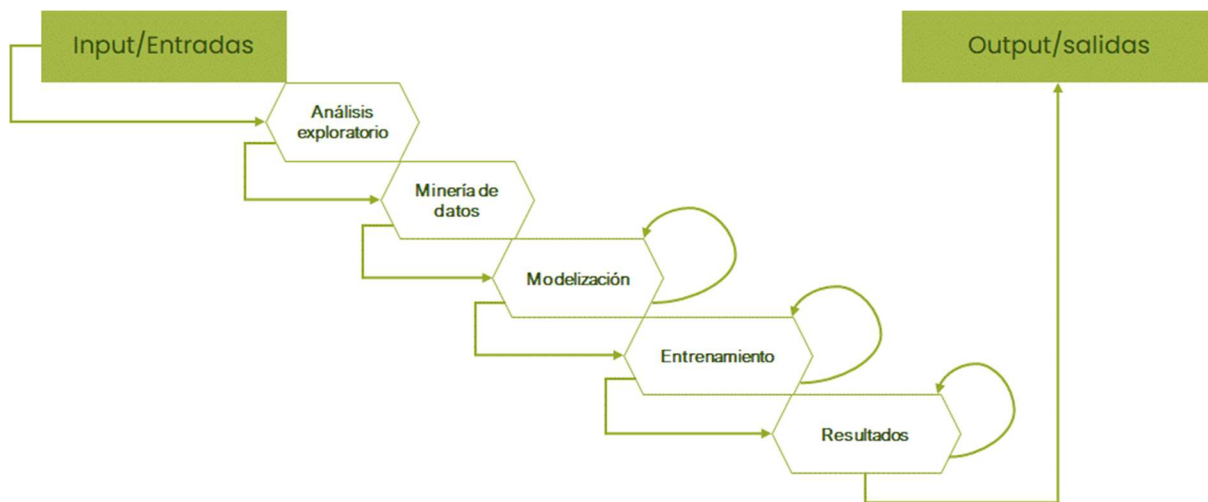 Input/Entradas
Output/salidas
Análisis
exploratorio
Minería de
datos
Modelización
Entrenamiento
Resultados